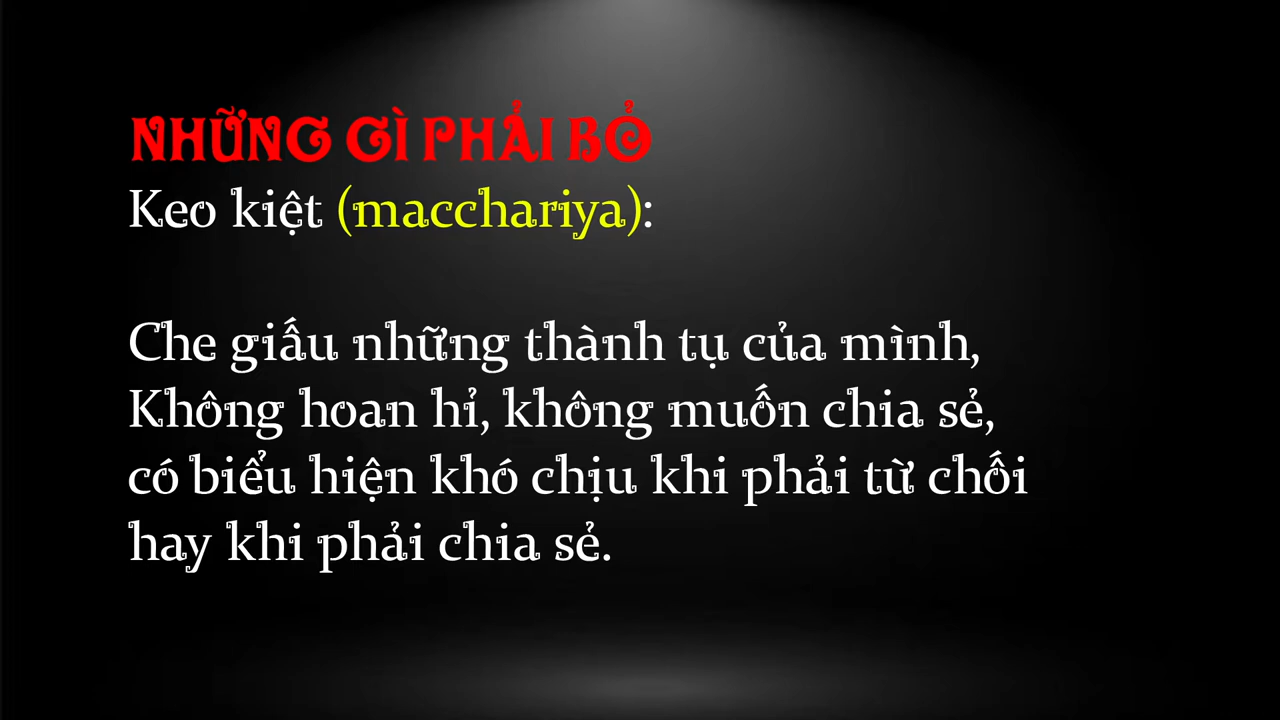 NHỮNG GÌ PHẢI BỎ
Keo kiệt (macchariya):
Che giấu những thành tụ của mình,
Không hoan hỉ, không muốn chia sẻ,
có biểu hiện khó chịu khi phải từ chối
hay khi phải chia sẻ.